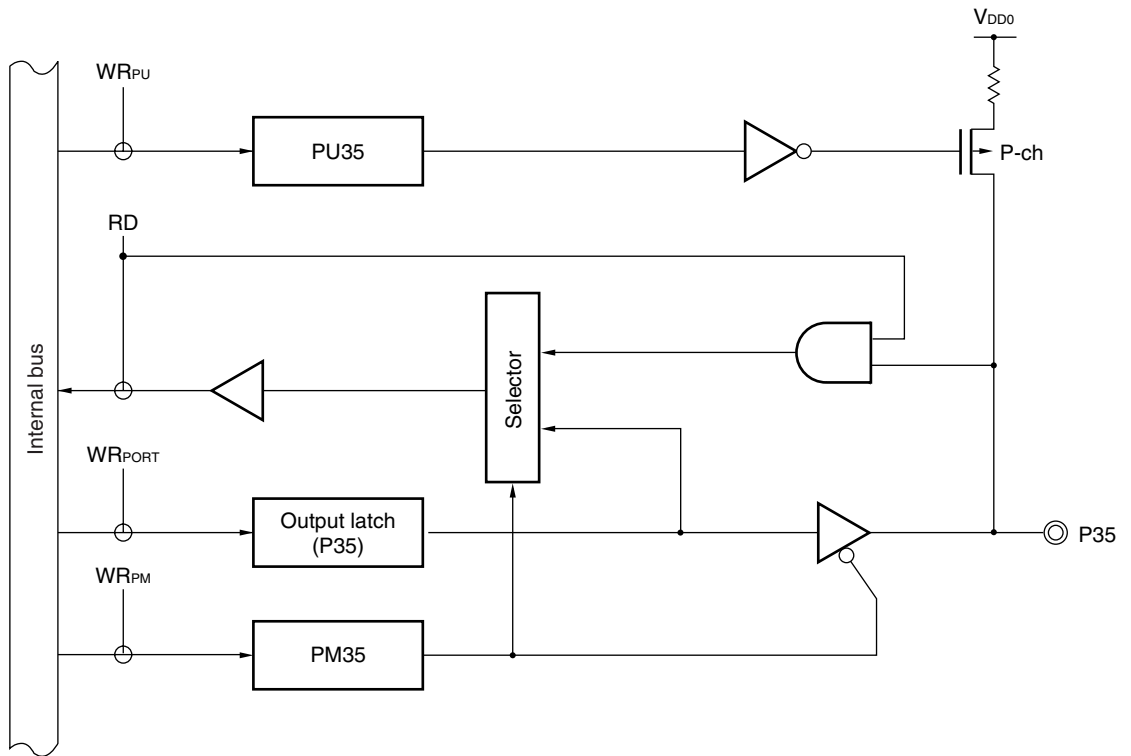 VDD0
WRPU
PU35
P-ch
RD
Internal bus
Selector
WRPORT
Output latch
(P35)
P35
WRPM
PM35